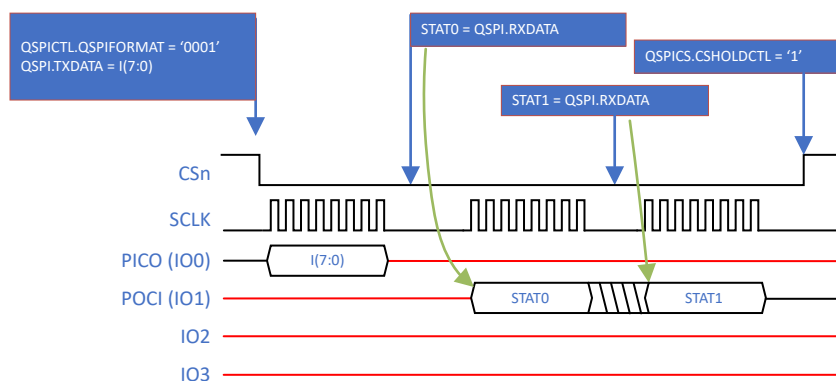 QSPICTL.QSPIFORMAT = ‘0001’
QSPI.TXDATA = I(7:0)
STAT0 = QSPI.RXDATA
QSPICS.CSHOLDCTL = ‘1’
STAT1 = QSPI.RXDATA
CSn
SCLK
PICO (IO0)
I(7:0)
POCI (IO1)
STAT0
STAT1
IO2
IO3